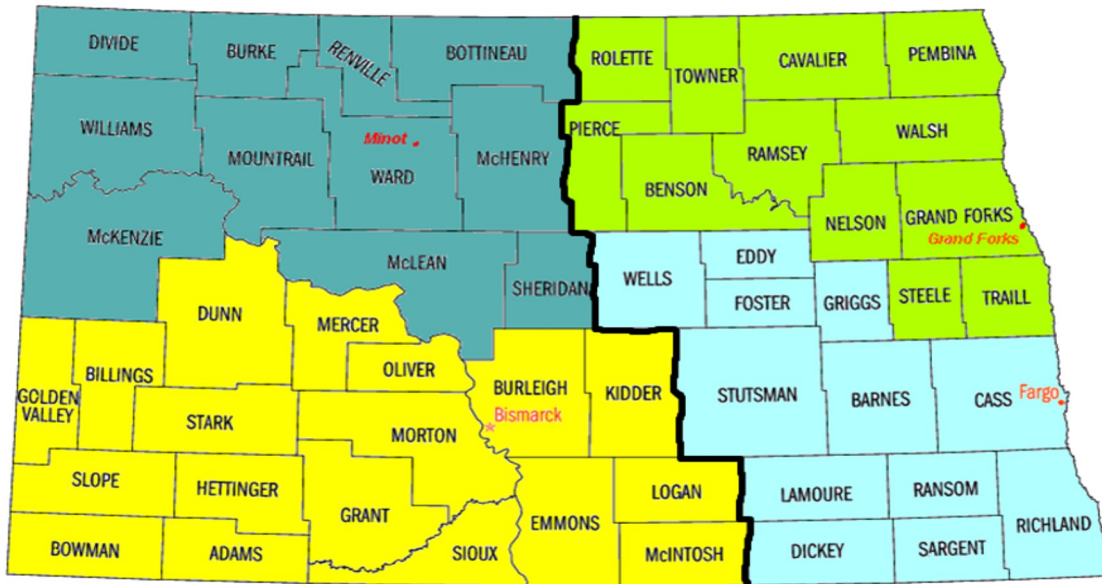 DIVIDE
BURKE
RENVILLE
BOTTINEAU
ROLETTE
TOWNER
CAVALIER
PEMBINA
WILLIAMS
MOUNTRAIL
Minot
WARD
McHENRY
PIERCE
BENSON
RAMSEY
WALSH
McKENZIE
NELSON
GRAND FORKS
Grand Forks
McLEAN
SHERIDAN
WELLS
EDDY
FOSTER
GRIGGS
STEELE
TRAILL
DUNN
MERCER
OLIVER
GOLDEN
VALLEY
BILLINGS
STARK
MORTON
BURLEIGH
Bismarck
KIDDER
STUTSMAN
BARNES
CASS
Fargo
SLOPE
HETTINGER
GRANT
EMMONS
LOGAN
LAMOURE
RANSOM
RICHLAND
BOWMAN
ADAMS
SIOUX
McINTOSH
DICKEY
SARGENT